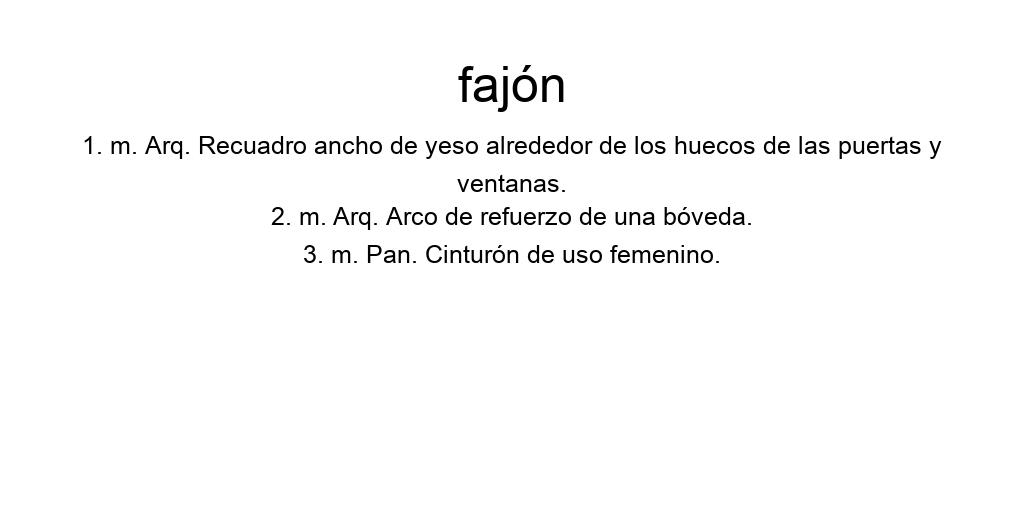 fajón
1. m. Arq. Recuadro ancho de yeso alrededor de los huecos de las puertas y
ventanas.
2. m. Arq. Arco de refuerzo de una bóveda.
3. m. Pan. Cinturón de uso femenino.